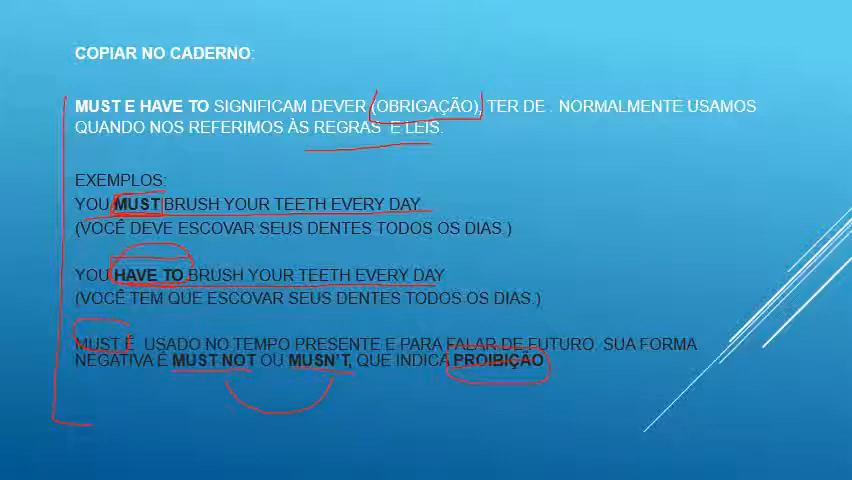 COPIAR NO CADERNO:
MUST E HAVE TO SIGNIFICAM DEVER (OBRIGAÇÃO), TER DE . NORMALMENTE USAMOS
QUANDO NOS REFERIMOS ÀS REGRAS E LEIS.
EXEMPLOS:
YOU MUST BRUSH YOUR TEETH EVERY DAY.
(VOCÊ DEVE ESCOVAR SEUS DENTES TODOS OS DIAS.)
YOU HAVE TO BRUSH YOUR TEETH EVERY DAY
(VOCÊ TEM QUE ESCOVAR SEUS DENTES TODOS OS DIAS.)
MUST É USADO NO TEMPO PRESENTE E PARA FALAR DE FUTURO. SUA FORMA
NEGATIVA É MUST NOT OU MUSN'T, QUE INDICA PROIBIÇÃO